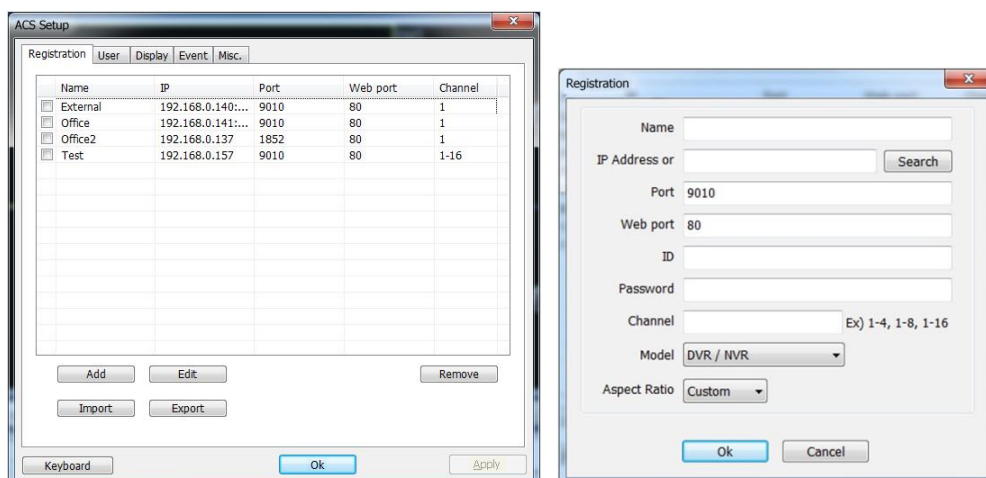 ACS Setup
Registration User Display Event Misc.
Name IP Port Web port Channel
External 192.168.0.140:... 9010 80 1
Office 192.168.0.141:... 9010 80 1
Office2 192.168.0.137 1852 80 1
Test 192.168.0.157 9010 80 1-16
Add Edit Remove
Import Export
Keyboard Ok Apply
Registration
Name
IP Address or Search
Port 9010
Web port 80
ID
Password
Channel Ex) 1-4, 1-8, 1-16
Model DVR / NVR
Aspect Ratio Custom
Ok Cancel